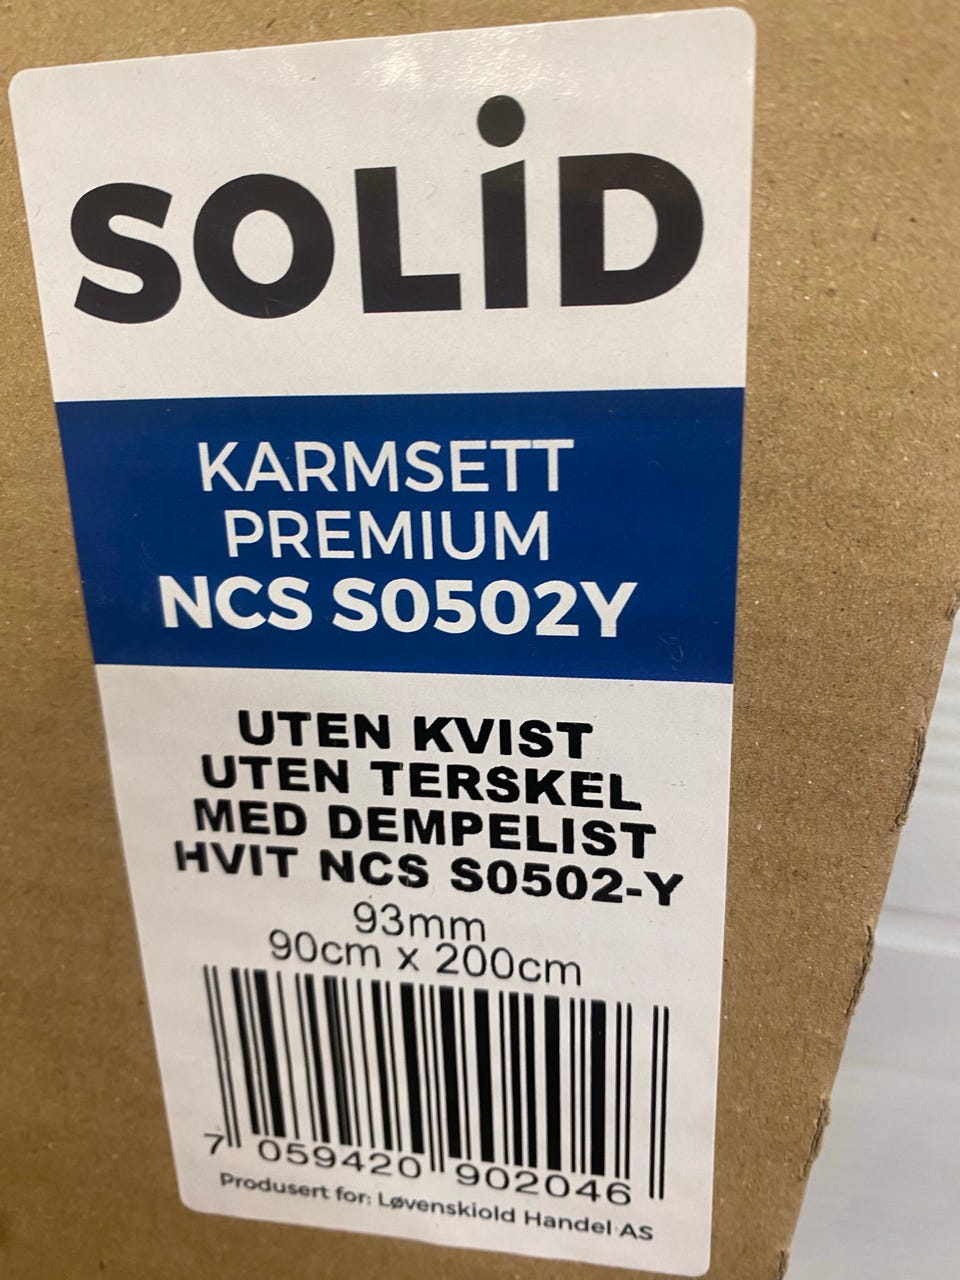 SOLiD
KARMSETT
PREMIUM
NCS S0502Y
UTEN KVIST
UTEN TERSKEL
MED DEMPELIST
HVIT NCS S0502-Y
93mm
90cm x 200cm
7 059420 902046
Produsert for: Løvenskiold Handel AS